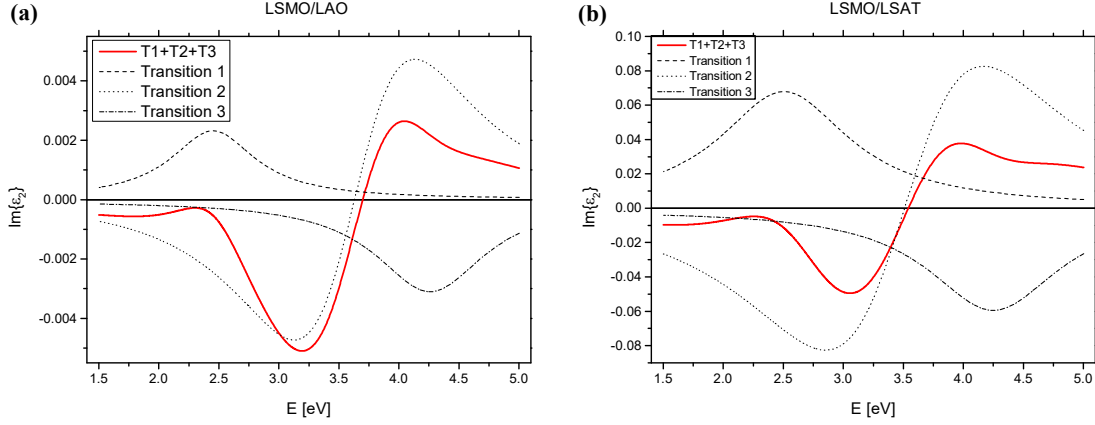 (a)
LSMO/LAO
T1+T2+T3
Transition 1
Transition 2
Transition 3
0.004
0.002
0.000
-0.002
-0.004
Im{ε₂}
1.5 2.0 2.5 3.0 3.5 4.0 4.5 5.0
E [eV]
(b)
LSMO/LSAT
T1+T2+T3
Transition 1
Transition 2
Transition 3
0.10
0.08
0.06
0.04
0.02
0.00
-0.02
-0.04
-0.06
-0.08
Im{ε₂}
1.5 2.0 2.5 3.0 3.5 4.0 4.5 5.0
E [eV]